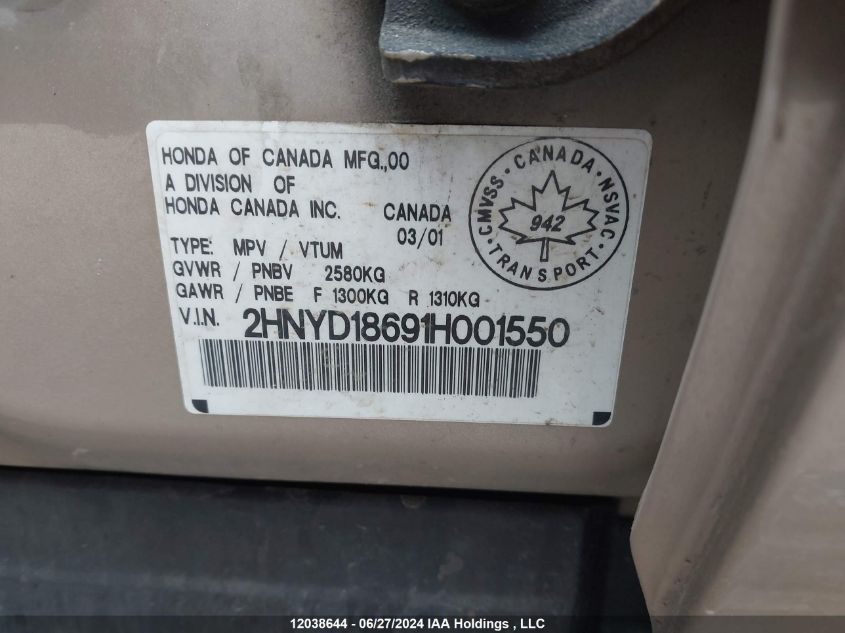 HONDA OF CANADA MFG.,00
A DIVISION OF
HONDA CANADA INC. CANADA
03/01
TYPE: MPV / VTUM
GVWR / PNBV 2580KG
GAWR / PNBE F 1300KG R 1310KG
V.I.N. 2HNYD18691H001550
CMVSS · CANADA · NSVAC
942
· TRANSPORT ·
12038644 - 06/27/2024 IAA Holdings , LLC